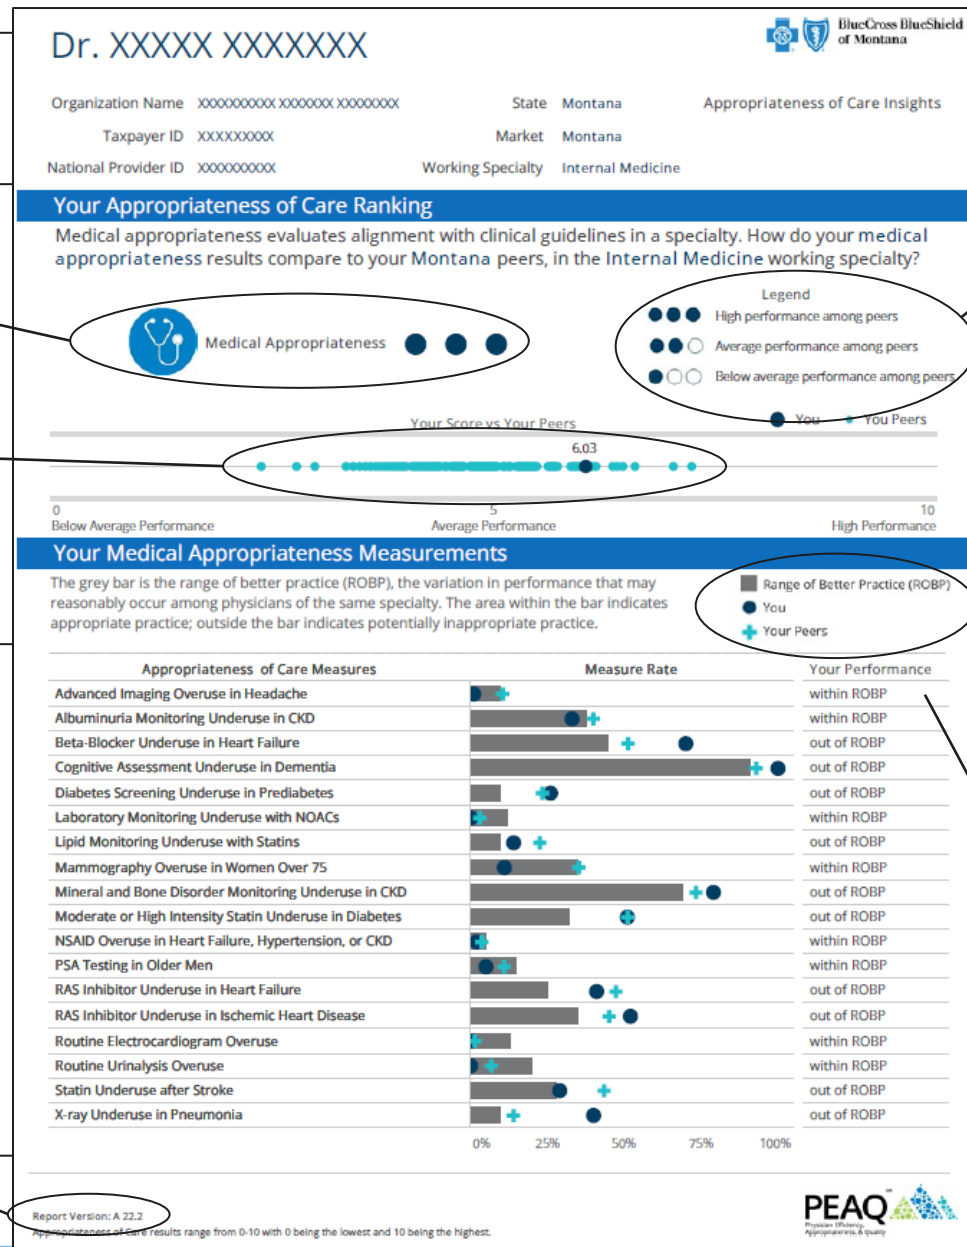 Dr. XXXXX XXXXXXX
BlueCross BlueShield
of Montana
Organization Name XXXXXXXXXX XXXXXXX XXXXXXXX State Montana Appropriateness of Care Insights
Taxpayer ID XXXXXXXXX Market Montana
National Provider ID XXXXXXXXXX Working Specialty Internal Medicine
Your Appropriateness of Care Ranking
Medical appropriateness evaluates alignment with clinical guidelines in a specialty. How do your medical
appropriateness results compare to your Montana peers, in the Internal Medicine working specialty?
Legend
High performance among peers
Medical Appropriateness
Average performance among peers
Below average performance among peers
Your Score vs Your Peers
You You Peers
6.03
0 5 10
Below Average Performance Average Performance High Performance
Your Medical Appropriateness Measurements
The grey bar is the range of better practice (ROBP), the variation in performance that may
reasonably occur among physicians of the same specialty. The area within the bar indicates
appropriate practice; outside the bar indicates potentially inappropriate practice.
Range of Better Practice (ROBP)
You
Your Peers
Appropriateness of Care Measures Measure Rate Your Performance
Advanced Imaging Overuse in Headache within ROBP
Albuminuria Monitoring Underuse in CKD within ROBP
Beta-Blocker Underuse in Heart Failure out of ROBP
Cognitive Assessment Underuse in Dementia out of ROBP
Diabetes Screening Underuse in Prediabetes out of ROBP
Laboratory Monitoring Underuse with NOACs within ROBP
Lipid Monitoring Underuse with Statins out of ROBP
Mammography Overuse in Women Over 75 within ROBP
Mineral and Bone Disorder Monitoring Underuse in CKD out of ROBP
Moderate or High Intensity Statin Underuse in Diabetes out of ROBP
NSAID Overuse in Heart Failure, Hypertension, or CKD within ROBP
PSA Testing in Older Men within ROBP
RAS Inhibitor Underuse in Heart Failure out of ROBP
RAS Inhibitor Underuse in Ischemic Heart Disease out of ROBP
Routine Electrocardiogram Overuse within ROBP
Routine Urinalysis Overuse within ROBP
Statin Underuse after Stroke out of ROBP
X-ray Underuse in Pneumonia out of ROBP
0% 25% 50% 75% 100%
Report Version: A 22.2
Appropriateness of Care results range from 0-10 with 0 being the lowest and 10 being the highest.
PEAQ
Physician Efficiency,
Appropriateness, & Quality